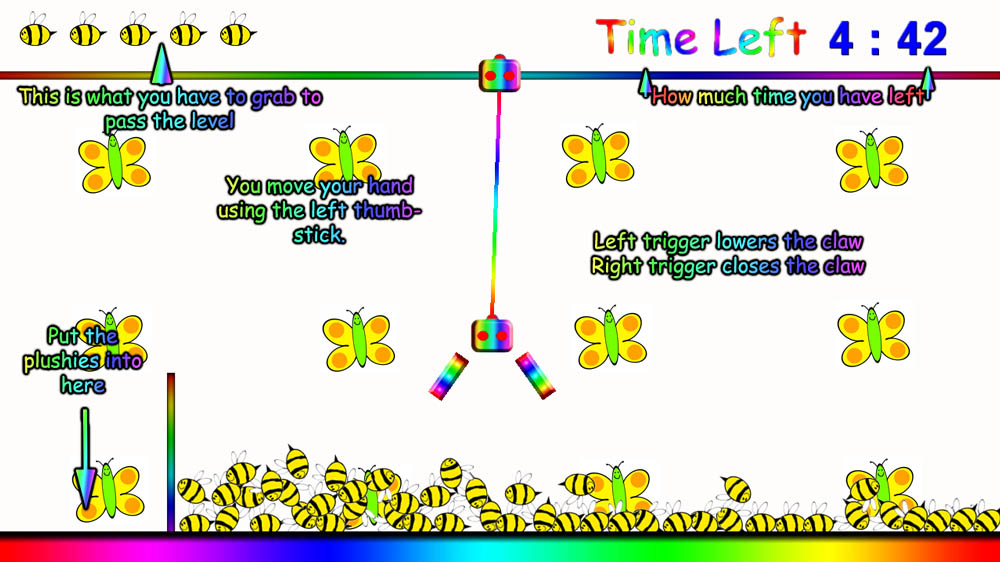 Time Left 4 : 42
This is what you have to grab to
pass the level
How much time you have left
You move your hand
using the left thumb-
stick.
Left trigger lowers the claw
Right trigger closes the claw
Put the
plushies into
here